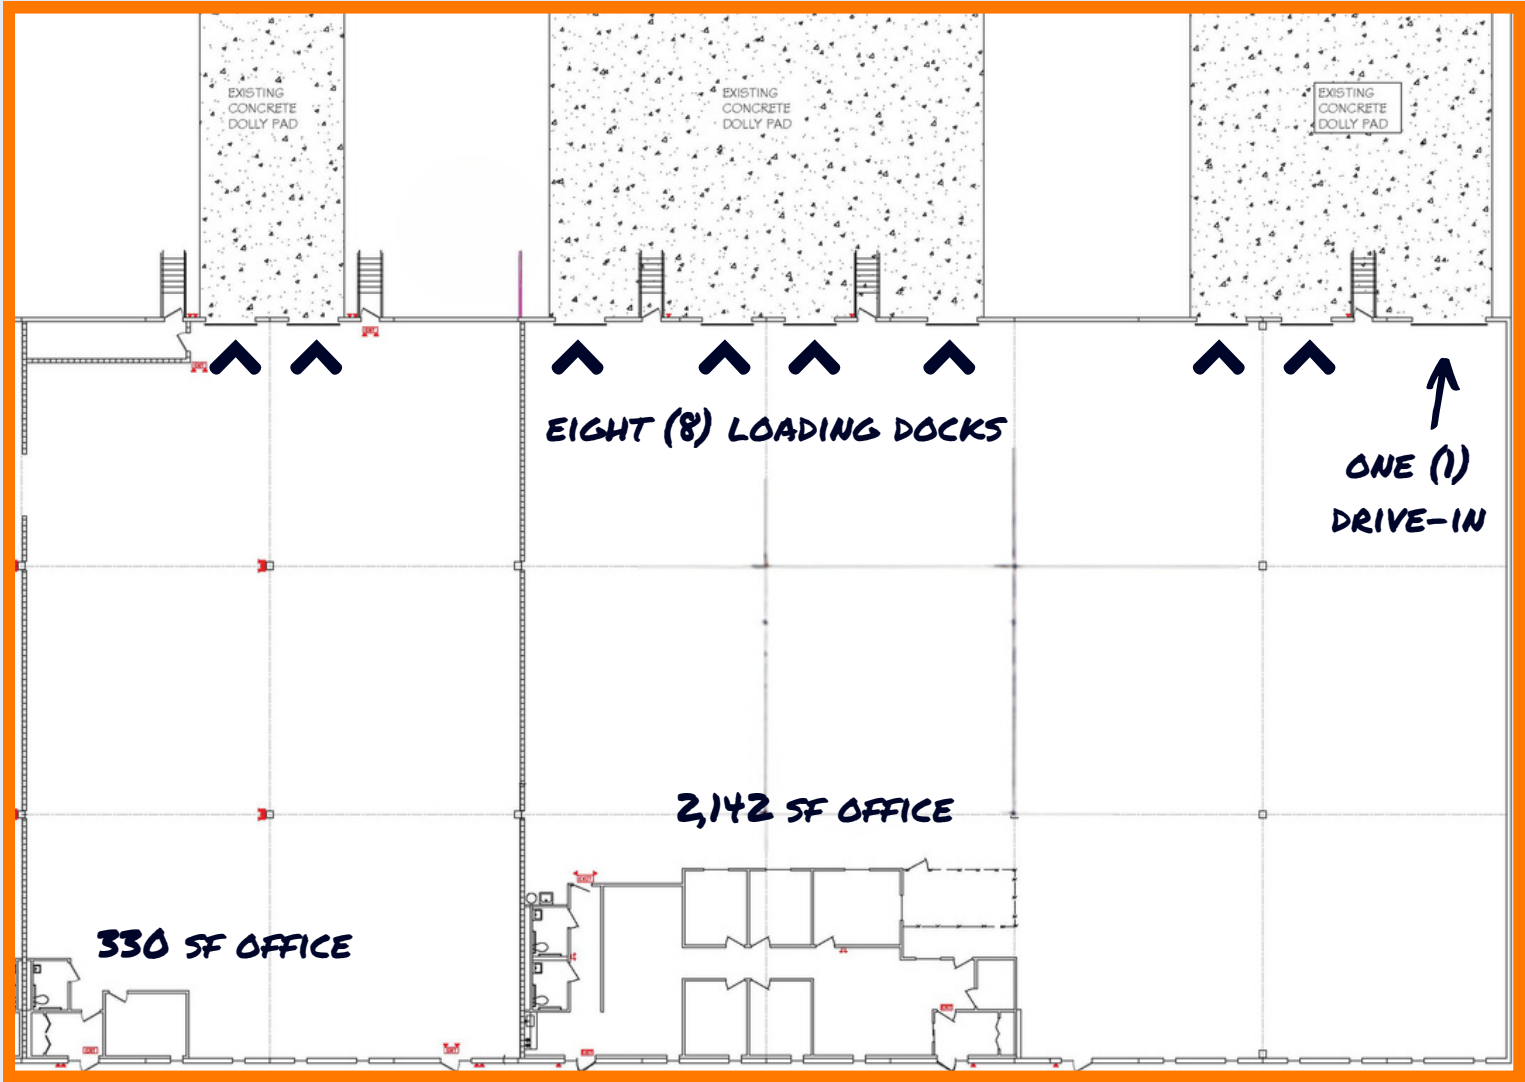 EXISTING
CONCRETE
DOLLY PAD
EXISTING
CONCRETE
DOLLY PAD
EXISTING
CONCRETE
DOLLY PAD
EIGHT (8) LOADING DOCKS
ONE (1)
DRIVE-IN
2,142 SF OFFICE
330 SF OFFICE